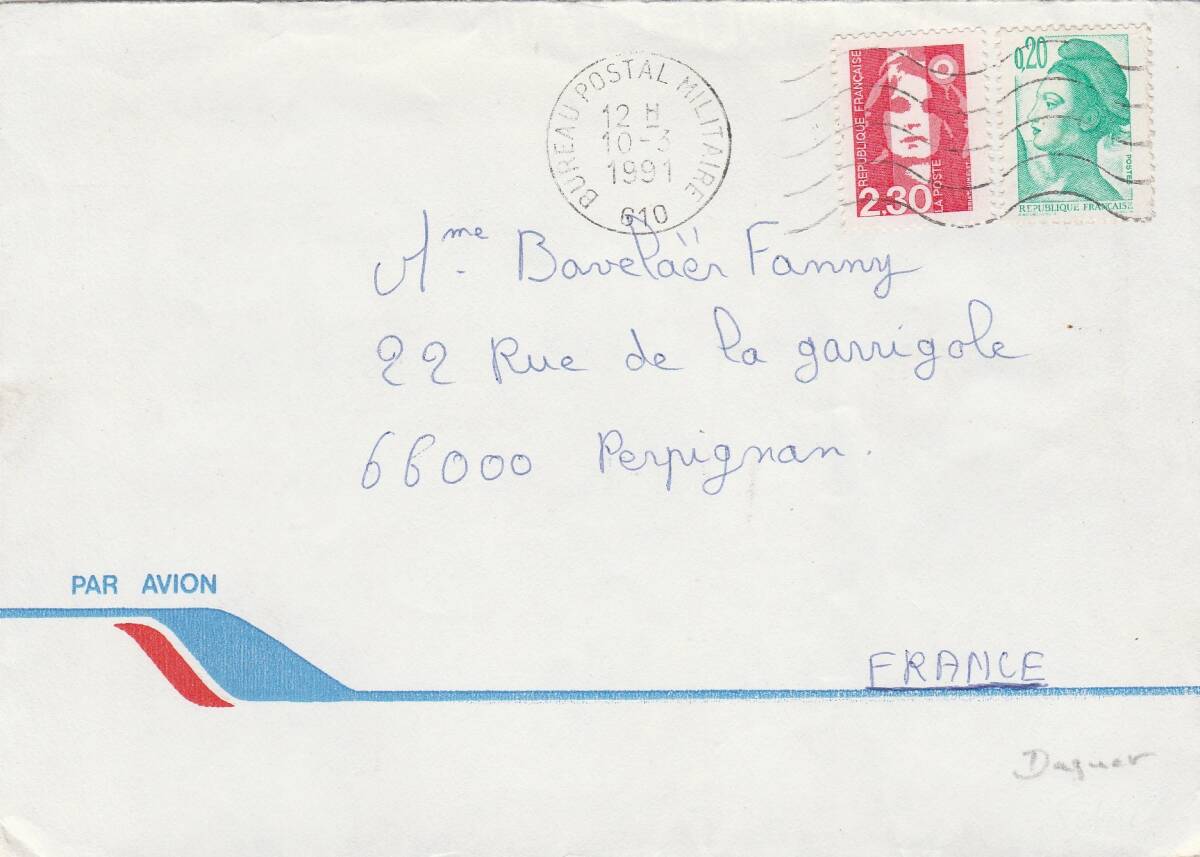 BUREAU POSTAL MILITAIRE
12 H
10-3
1991
610
REPUBLIQUE FRANÇAISE
2.30
LA POSTE
0,20
POSTES
REPUBLIQUE FRANÇAISE
Mme Bavelaër Fanny
22 Rue de la garrigole
66000 Perpignan.
PAR AVION
FRANCE
Daguet